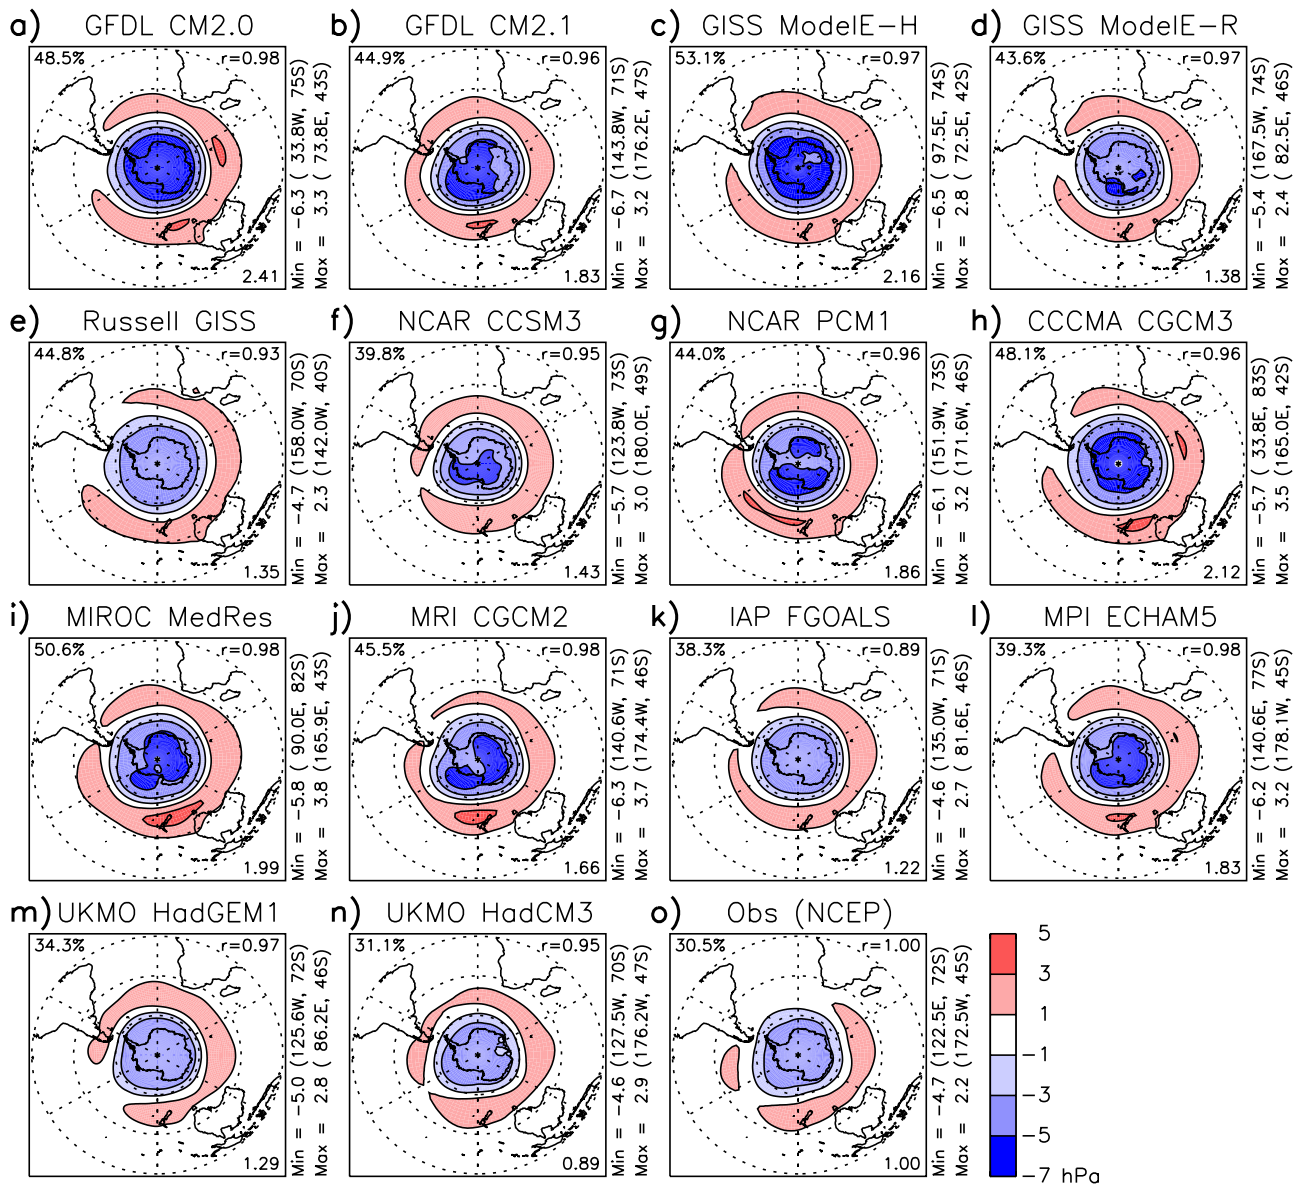 a) GFDL CM2.0
48.5% r=0.98
2.41
Min = -6.3 ( 33.8W, 75S)
Max = 3.3 ( 73.8E, 43S)
b) GFDL CM2.1
44.9% r=0.96
1.83
Min = -6.7 (143.8W, 71S)
Max = 3.2 (176.2E, 47S)
c) GISS ModelE-H
53.1% r=0.97
2.16
Min = -6.5 ( 97.5E, 74S)
Max = 2.8 ( 72.5E, 42S)
d) GISS ModelE-R
43.6% r=0.97
1.38
Min = -5.4 (167.5W, 74S)
Max = 2.4 ( 82.5E, 46S)
e) Russell GISS
44.8% r=0.93
1.35
Min = -4.7 (158.0W, 70S)
Max = 2.3 (142.0W, 40S)
f) NCAR CCSM3
39.8% r=0.95
1.43
Min = -5.7 (123.8W, 73S)
Max = 3.0 (180.0E, 49S)
g) NCAR PCM1
44.0% r=0.96
1.86
Min = -6.1 (151.9W, 73S)
Max = 3.2 (171.6W, 46S)
h) CCCMA CGCM3
48.1% r=0.96
2.12
Min = -5.7 ( 33.8E, 83S)
Max = 3.5 (165.0E, 42S)
i) MIROC MedRes
50.6% r=0.98
1.99
Min = -5.8 ( 90.0E, 82S)
Max = 3.8 (165.9E, 43S)
j) MRI CGCM2
45.5% r=0.98
1.66
Min = -6.3 (140.6W, 71S)
Max = 3.7 (174.4W, 46S)
k) IAP FGOALS
38.3% r=0.89
1.22
Min = -4.6 (135.0W, 71S)
Max = 2.7 ( 81.6E, 46S)
l) MPI ECHAM5
39.3% r=0.98
1.83
Min = -6.2 (140.6E, 77S)
Max = 3.2 (178.1W, 45S)
m) UKMO HadGEM1
34.3% r=0.97
1.29
Min = -5.0 (125.6W, 72S)
Max = 2.8 ( 86.2E, 46S)
n) UKMO HadCM3
31.1% r=0.95
0.89
Min = -4.6 (127.5W, 70S)
Max = 2.9 (176.2W, 47S)
o) Obs (NCEP)
30.5% r=1.00
1.00
Min = -4.7 (122.5E, 72S)
Max = 2.2 (172.5W, 45S)
5
3
1
-1
-3
-5
-7 hPa